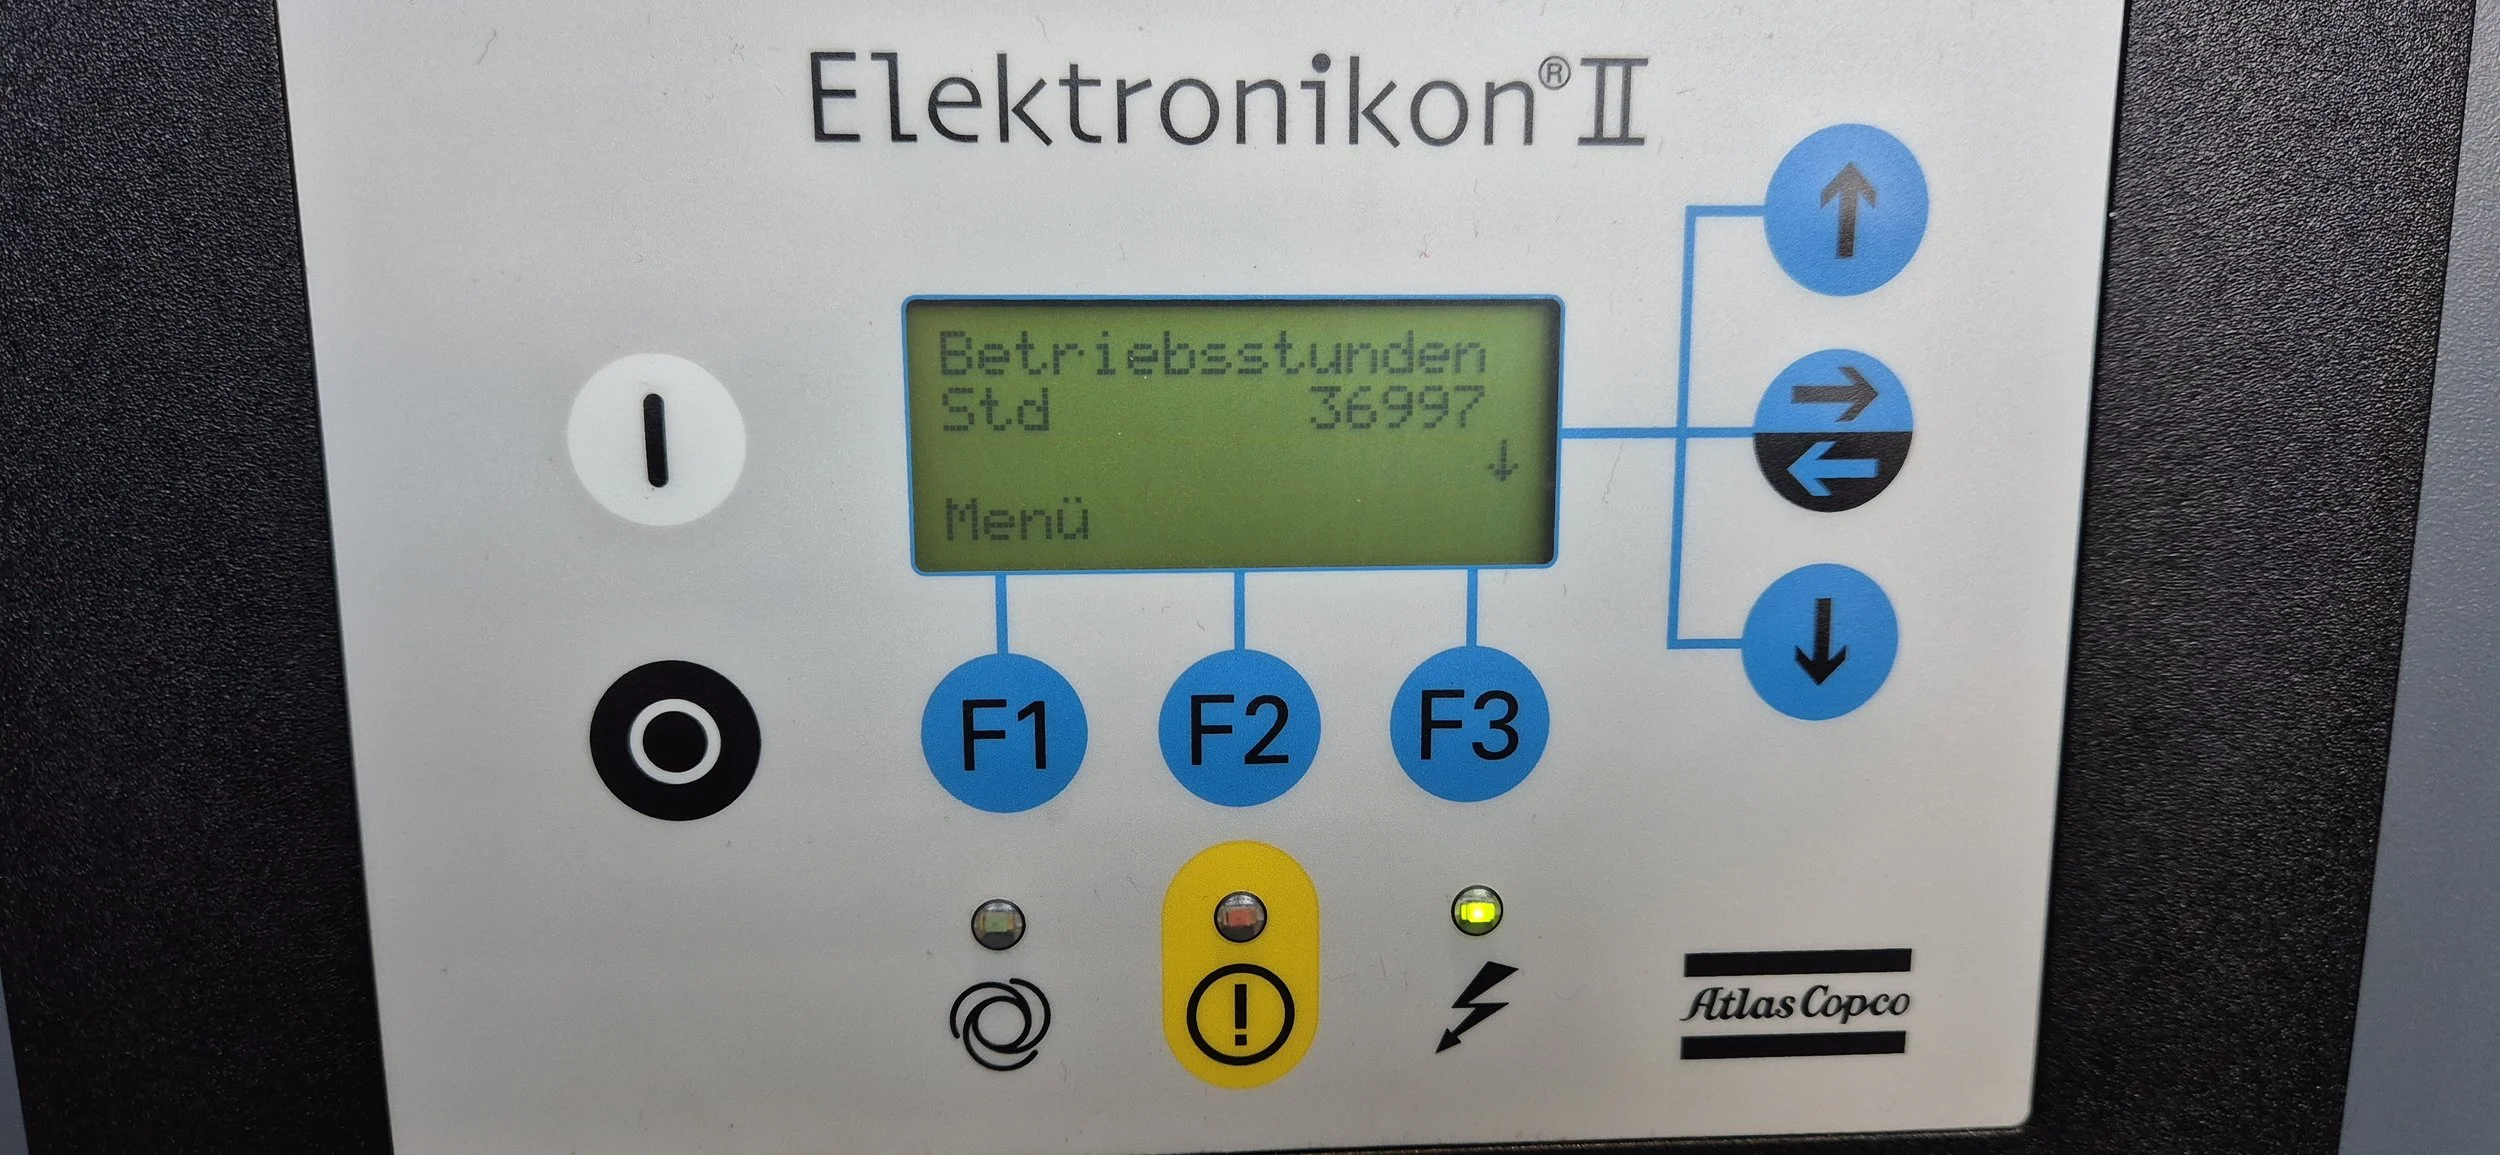 Elektronikon® II
Betriebsstunden
Std 36997
↓
Menü
F1 F2 F3
Atlas Copco